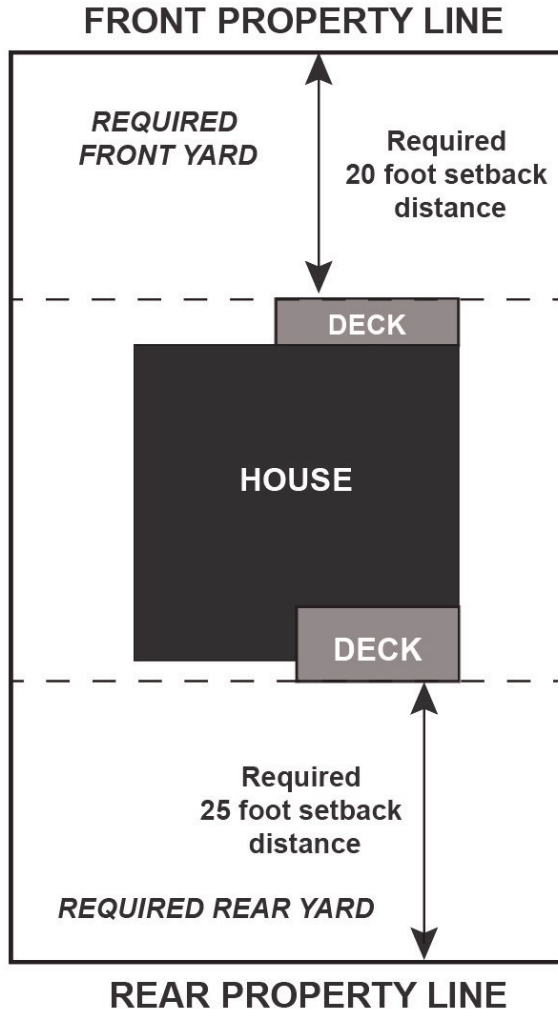 FRONT PROPERTY LINE
REQUIRED
FRONT YARD
Required
20 foot setback
distance
DECK
HOUSE
DECK
Required
25 foot setback
distance
REQUIRED REAR YARD
REAR PROPERTY LINE